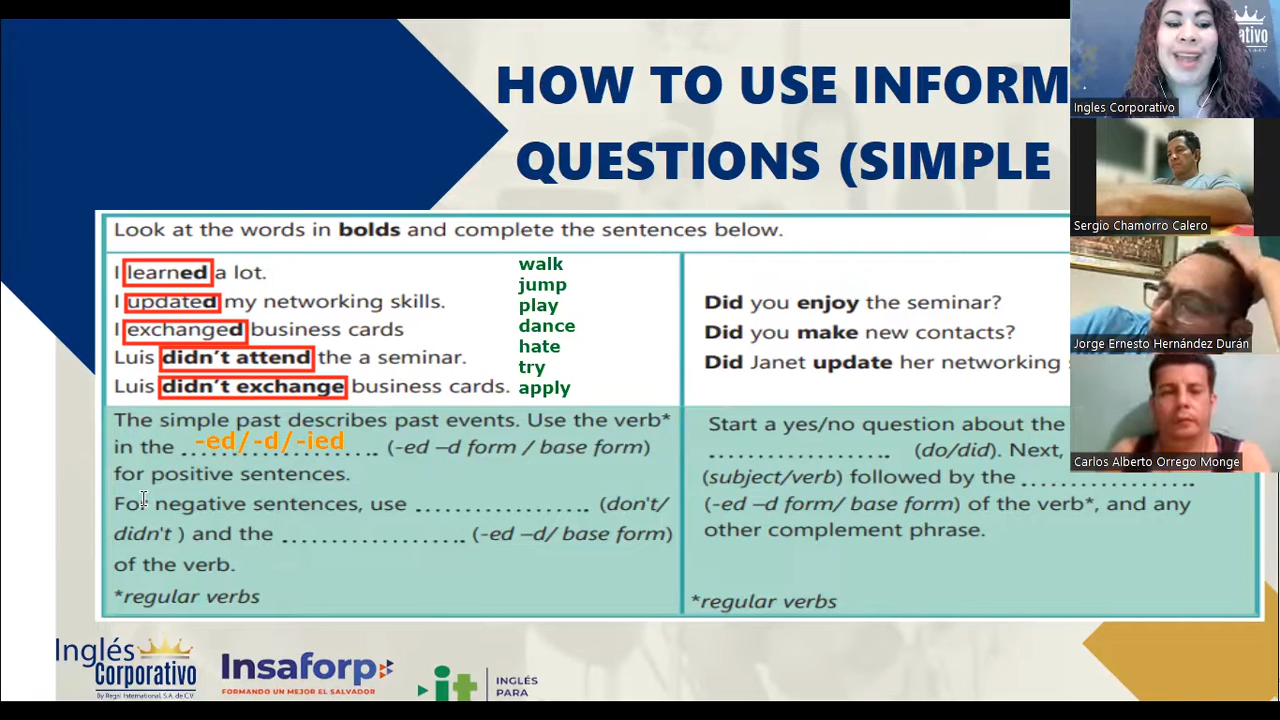 HOW TO USE INFORM
QUESTIONS (SIMPLE
Look at the words in bolds and complete the sentences below.
I learned a lot.
I updated my networking skills.
I exchanged business cards
Luis didn't attend the a seminar.
Luis didn't exchange business cards.
walk
jump
play
dance
hate
try
apply
Did you enjoy the seminar?
Did you make new contacts?
Did Janet update her networking
The simple past describes past events. Use the verb*
in the -ed/-d/-ied (-ed –d form / base form)
for positive sentences.
For negative sentences, use .................. (don't/
didn't ) and the .................. (-ed –d/ base form)
of the verb.
*regular verbs
Start a yes/no question about the
.................. (do/did). Next,
(subject/verb) followed by the ..................
(-ed –d form/ base form) of the verb*, and any
other complement phrase.
*regular verbs
Inglés
Corporativo
By Regal International, S.A. de C.V.
Insaforp
FORMANDO UN MEJOR EL SALVADOR
it
INGLÉS
PARA
ativo
Ingles Corporativo
Sergio Chamorro Calero
Jorge Ernesto Hernández Durán
Carlos Alberto Orrego Monge